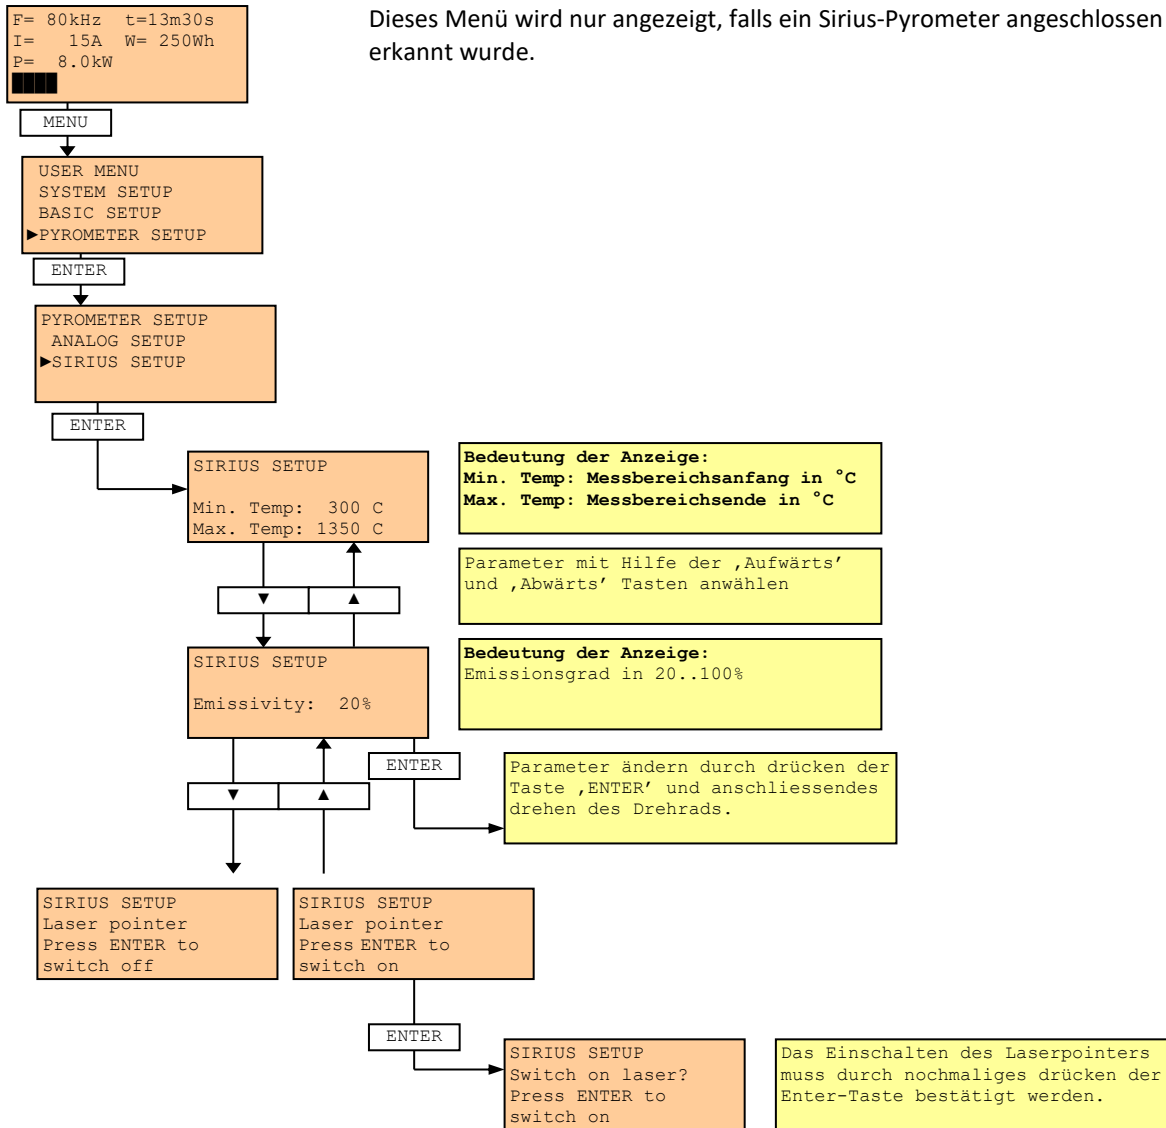 F= 80kHz t=13m30s
I= 15A W= 250Wh
P= 8.0kW
Dieses Menü wird nur angezeigt, falls ein Sirius-Pyrometer angeschlossen
erkannt wurde.
MENU
USER MENU
SYSTEM SETUP
BASIC SETUP
►PYROMETER SETUP
ENTER
PYROMETER SETUP
ANALOG SETUP
►SIRIUS SETUP
ENTER
SIRIUS SETUP
Min. Temp: 300 C
Max. Temp: 1350 C
Bedeutung der Anzeige:
Min. Temp: Messbereichsanfang in °C
Max. Temp: Messbereichsende in °C
Parameter mit Hilfe der ‚Aufwärts’
und ‚Abwärts’ Tasten anwählen
▼ ▲
SIRIUS SETUP
Emissivity: 20%
Bedeutung der Anzeige:
Emissionsgrad in 20..100%
ENTER
Parameter ändern durch drücken der
Taste ‚ENTER’ und anschliessendes
drehen des Drehrads.
▼ ▲
SIRIUS SETUP
Laser pointer
Press ENTER to
switch off
SIRIUS SETUP
Laser pointer
Press ENTER to
switch on
ENTER
SIRIUS SETUP
Switch on laser?
Press ENTER to
switch on
Das Einschalten des Laserpointers
muss durch nochmaliges drücken der
Enter-Taste bestätigt werden.